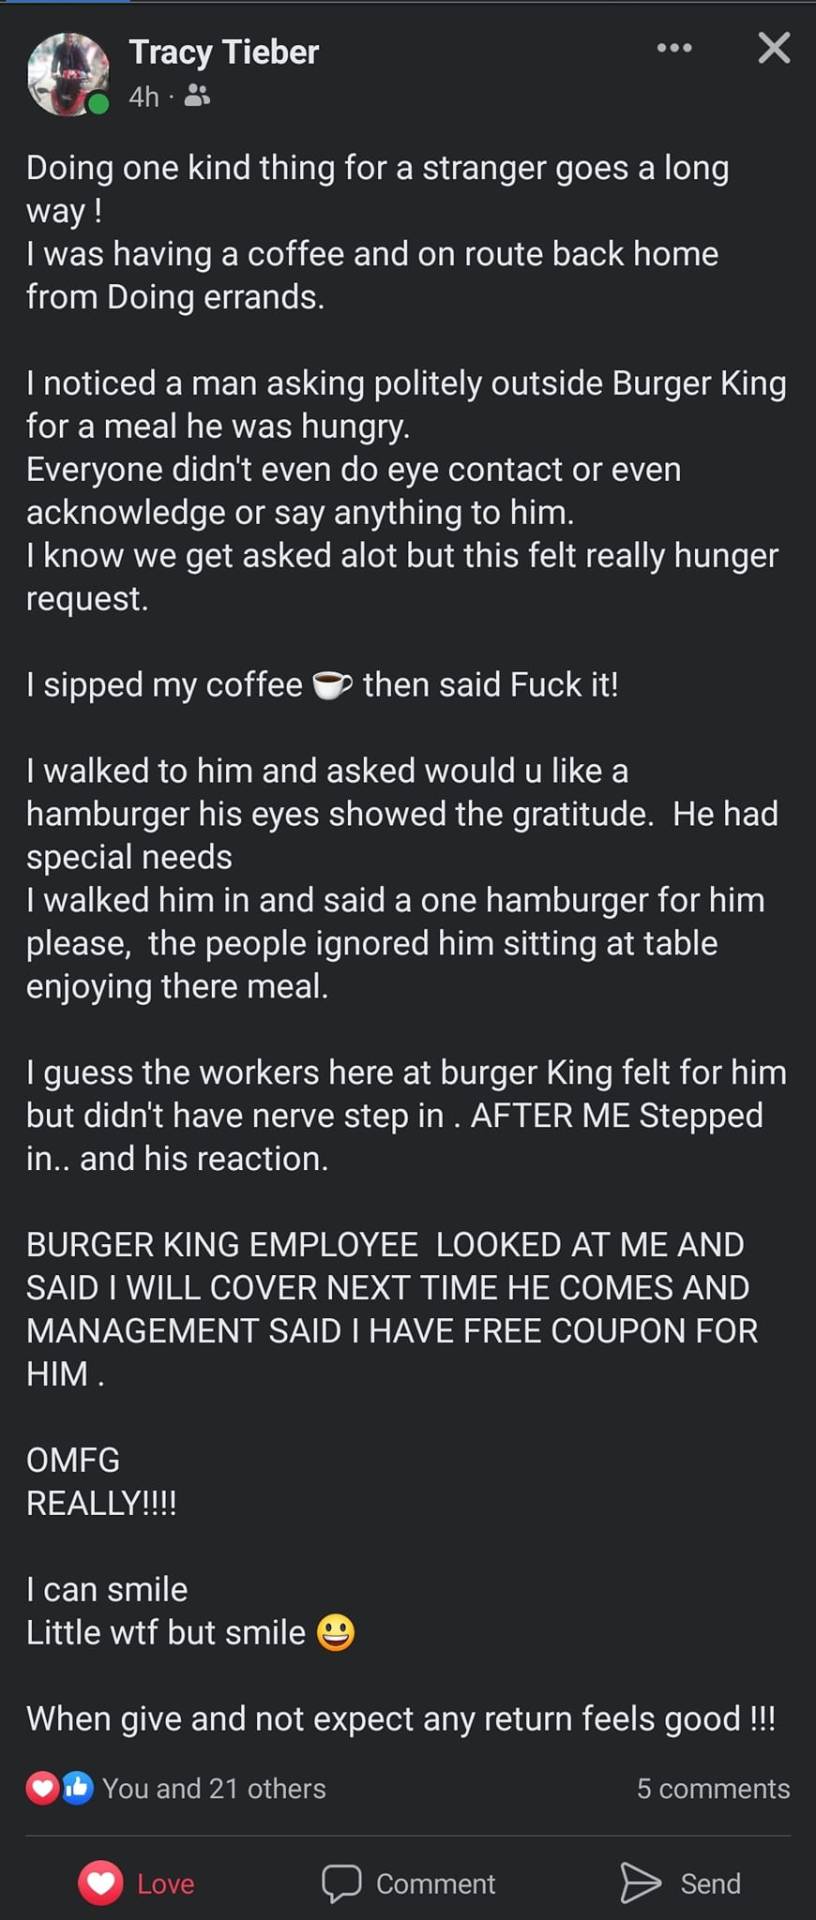 Tracy Tieber
4h ·
Doing one kind thing for a stranger goes a long
way !
I was having a coffee and on route back home
from Doing errands.
I noticed a man asking politely outside Burger King
for a meal he was hungry.
Everyone didn't even do eye contact or even
acknowledge or say anything to him.
I know we get asked alot but this felt really hunger
request.
I sipped my coffee ☕ then said Fuck it!
I walked to him and asked would u like a
hamburger his eyes showed the gratitude.  He had
special needs
I walked him in and said a one hamburger for him
please,  the people ignored him sitting at table
enjoying there meal.
I guess the workers here at burger King felt for him
but didn't have nerve step in . AFTER ME Stepped
in.. and his reaction.
BURGER KING EMPLOYEE  LOOKED AT ME AND
SAID I WILL COVER NEXT TIME HE COMES AND
MANAGEMENT SAID I HAVE FREE COUPON FOR
HIM .
OMFG
REALLY!!!!
I can smile
Little wtf but smile 😀
When give and not expect any return feels good !!!
You and 21 others 5 comments
Love Comment Send